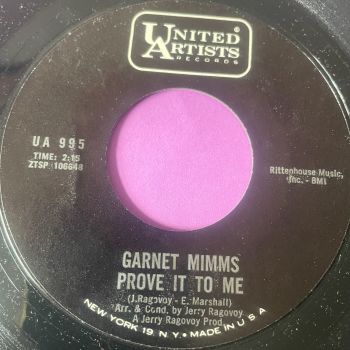 UNITED
ARTISTS
RECORDS
®
UA 995
TIME: 2:15
ZTSP 106648
Rittenhouse Music,
Inc. - BMI
GARNET MIMMS
PROVE IT TO ME
(J. Ragovoy - E. Marshall)
Arr. & Cond. by Jerry Ragovoy
A Jerry Ragovoy Prod.
NEW YORK 19 N.Y. • MADE IN U S A